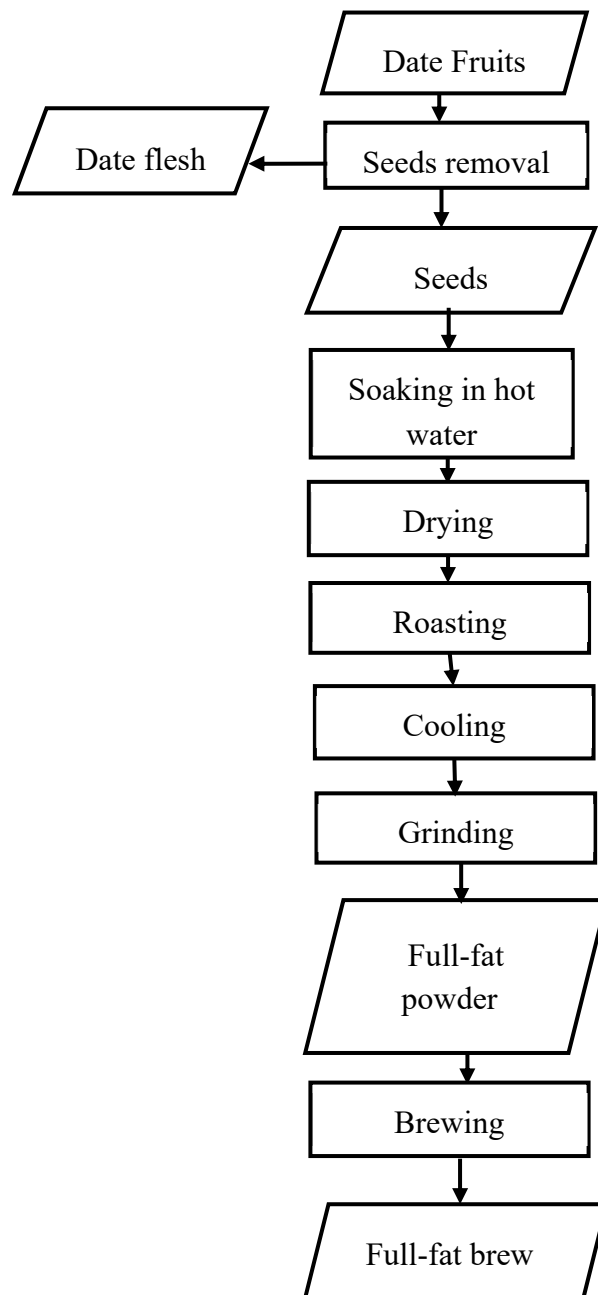 Date Fruits
Date flesh
Seeds removal
Seeds
Soaking in hot
water
Drying
Roasting
Cooling
Grinding
Full-fat
powder
Brewing
Full-fat brew